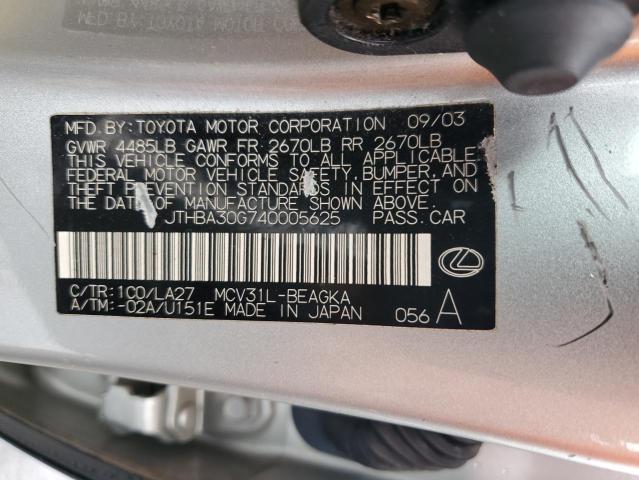 MFD. BY: TOYOTA MOTOR CORPORATION 09/03
GVWR 4485LB GAWR FR 2670LB RR 2670LB
THIS VEHICLE CONFORMS TO ALL APPLICABLE
FEDERAL MOTOR VEHICLE SAFETY, BUMPER, AND
THEFT PREVENTION STANDARDS IN EFFECT ON
THE DATE OF MANUFACTURE SHOWN ABOVE.
JTHBA30G740005625 PASS. CAR
C/TR: 1C0/LA27 MCV31L-BEAGKA
A/TM: -02A/U151E MADE IN JAPAN 056 A